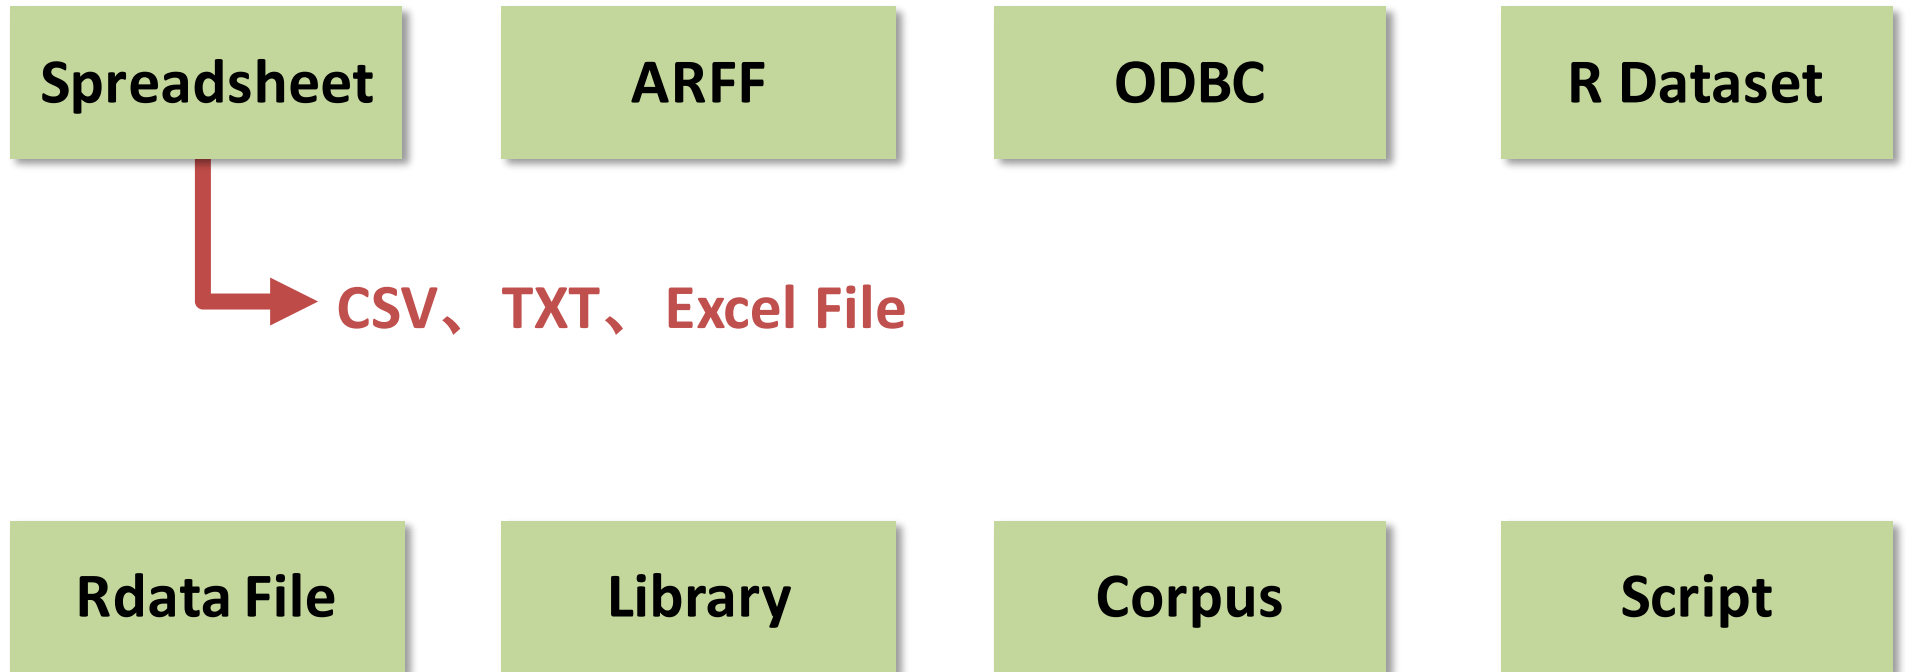 Spreadsheet
ARFF
ODBC
R Dataset
CSV、TXT、Excel File
Rdata File
Library
Corpus
Script